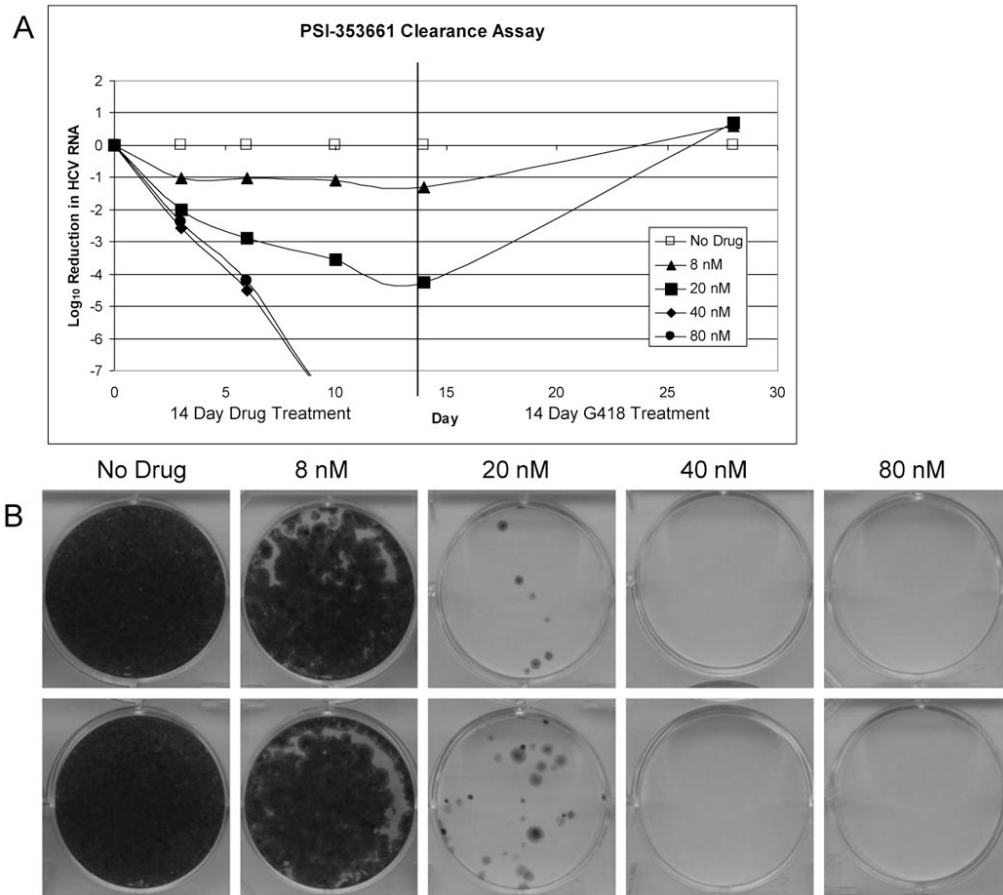 A
PSI-353661 Clearance Assay
Log₁₀ Reduction in HCV RNA
2
1
0
-1
-2
-3
-4
-5
-6
-7
No Drug
8 nM
20 nM
40 nM
80 nM
0 5 10 15 20 25 30
14 Day Drug Treatment Day 14 Day G418 Treatment
No Drug 8 nM 20 nM 40 nM 80 nM
B